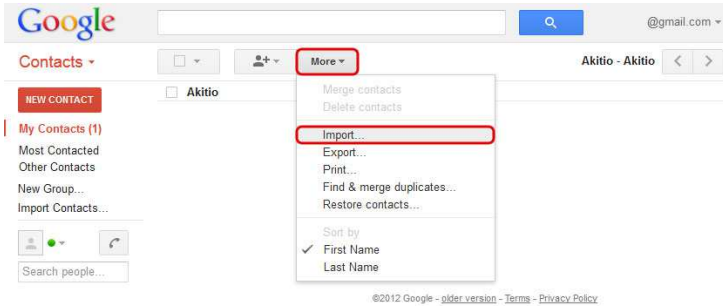 Google
@gmail.com
Contacts
More
Akitio - Akitio
NEW CONTACT
My Contacts (1)
Most Contacted
Other Contacts
New Group...
Import Contacts...
Search people...
Akitio
Merge contacts
Delete contacts
Import...
Export...
Print...
Find & merge duplicates...
Restore contacts...
Sort by
First Name
Last Name
©2012 Google - older version - Terms - Privacy Policy